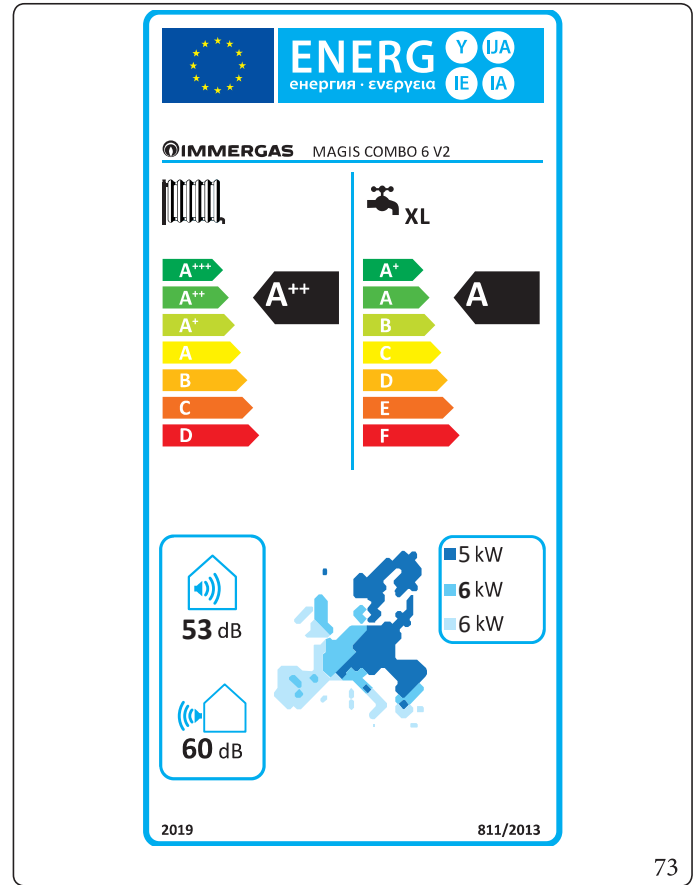 ENERG Y IJA
енергия · ενεργεια IE IA
IMMERGAS MAGIS COMBO 6 V2
XL
A+++
A++
A+
A
B
C
D
A++
A+
A
B
C
D
E
F
A
53 dB
60 dB
5 kW
6 kW
6 kW
2019 811/2013
73